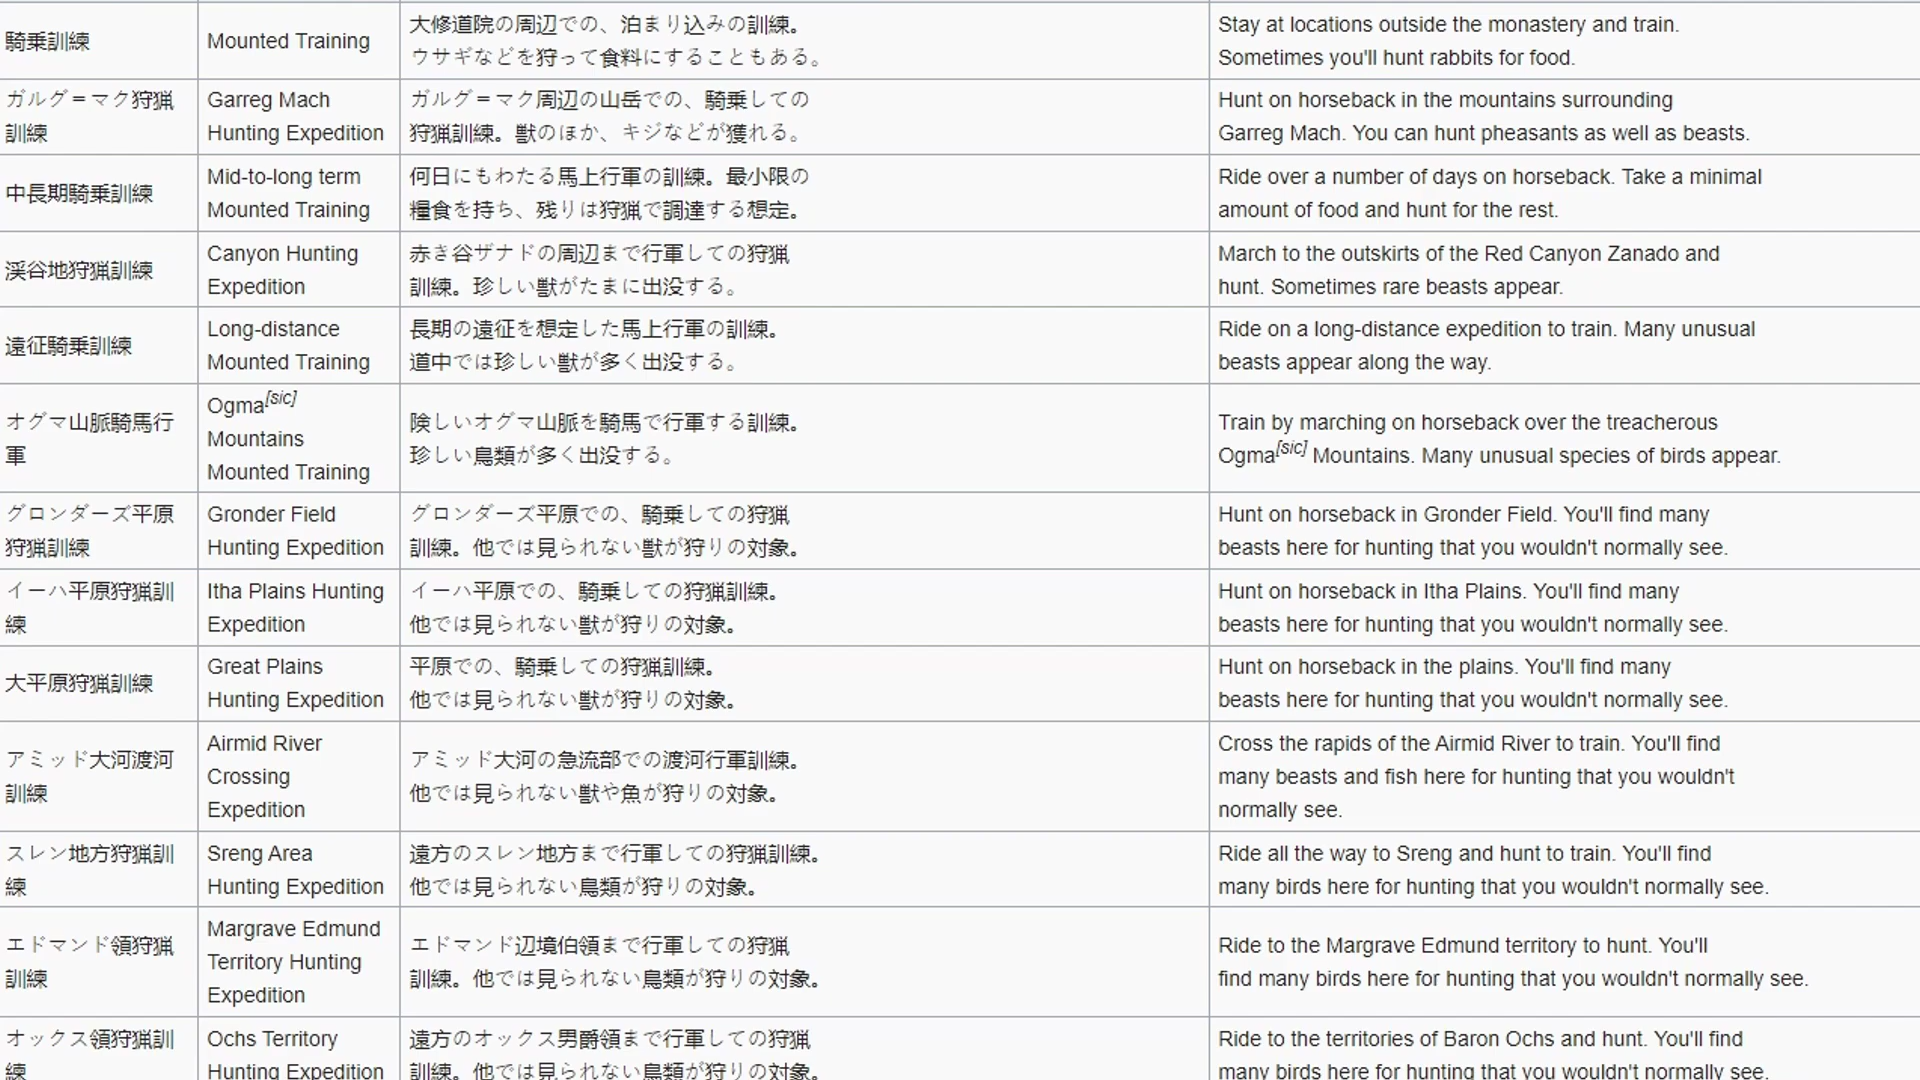 騎乗訓練
Mounted Training
大修道院の周辺での、泊まり込みの訓練。
ウサギなどを狩って食料にすることもある。
Stay at locations outside the monastery and train.
Sometimes you'll hunt rabbits for food.
ガルグ＝マク狩猟
訓練
Garreg Mach
Hunting Expedition
ガルグ＝マク周辺の山岳での、騎乗しての
狩猟訓練。獣のほか、キジなどが獲れる。
Hunt on horseback in the mountains surrounding
Garreg Mach. You can hunt pheasants as well as beasts.
中長期騎乗訓練
Mid-to-long term
Mounted Training
何日にもわたる馬上行軍の訓練。最小限の
糧食を持ち、残りは狩猟で調達する想定。
Ride over a number of days on horseback. Take a minimal
amount of food and hunt for the rest.
渓谷地狩猟訓練
Canyon Hunting
Expedition
赤き谷ザナドの周辺まで行軍しての狩猟
訓練。珍しい獣がたまに出没する。
March to the outskirts of the Red Canyon Zanado and
hunt. Sometimes rare beasts appear.
遠征騎乗訓練
Long-distance
Mounted Training
長期の遠征を想定した馬上行軍の訓練。
道中では珍しい獣が多く出没する。
Ride on a long-distance expedition to train. Many unusual
beasts appear along the way.
オグマ山脈騎馬行
軍
Ogma[sic]
Mountains
Mounted Training
険しいオグマ山脈を騎馬で行軍する訓練。
珍しい鳥類が多く出没する。
Train by marching on horseback over the treacherous
Ogma[sic] Mountains. Many unusual species of birds appear.
グロンダーズ平原
狩猟訓練
Gronder Field
Hunting Expedition
グロンダーズ平原での、騎乗しての狩猟
訓練。他では見られない獣が狩りの対象。
Hunt on horseback in Gronder Field. You'll find many
beasts here for hunting that you wouldn't normally see.
イーハ平原狩猟訓
練
Itha Plains Hunting
Expedition
イーハ平原での、騎乗しての狩猟訓練。
他では見られない獣が狩りの対象。
Hunt on horseback in Itha Plains. You'll find many
beasts here for hunting that you wouldn't normally see.
大平原狩猟訓練
Great Plains
Hunting Expedition
平原での、騎乗しての狩猟訓練。
他では見られない獣が狩りの対象。
Hunt on horseback in the plains. You'll find many
beasts here for hunting that you wouldn't normally see.
アミッド大河渡河
訓練
Airmid River
Crossing
Expedition
アミッド大河の急流部での渡河行軍訓練。
他では見られない獣や魚が狩りの対象。
Cross the rapids of the Airmid River to train. You'll find
many beasts and fish here for hunting that you wouldn't
normally see.
スレン地方狩猟訓
練
Sreng Area
Hunting Expedition
遠方のスレン地方まで行軍しての狩猟訓練。
他では見られない鳥類が狩りの対象。
Ride all the way to Sreng and hunt to train. You'll find
many birds here for hunting that you wouldn't normally see.
エドマンド領狩猟
訓練
Margrave Edmund
Territory Hunting
Expedition
エドマンド辺境伯領まで行軍しての狩猟
訓練。他では見られない鳥類が狩りの対象。
Ride to the Margrave Edmund territory to hunt. You'll
find many birds here for hunting that you wouldn't normally see.
オックス領狩猟訓
練
Ochs Territory
Hunting Expedition
遠方のオックス男爵領まで行軍しての狩猟
訓練。他では見られない鳥類が狩りの対象。
Ride to the territories of Baron Ochs and hunt. You'll find
many birds here for hunting that you wouldn't normally see.